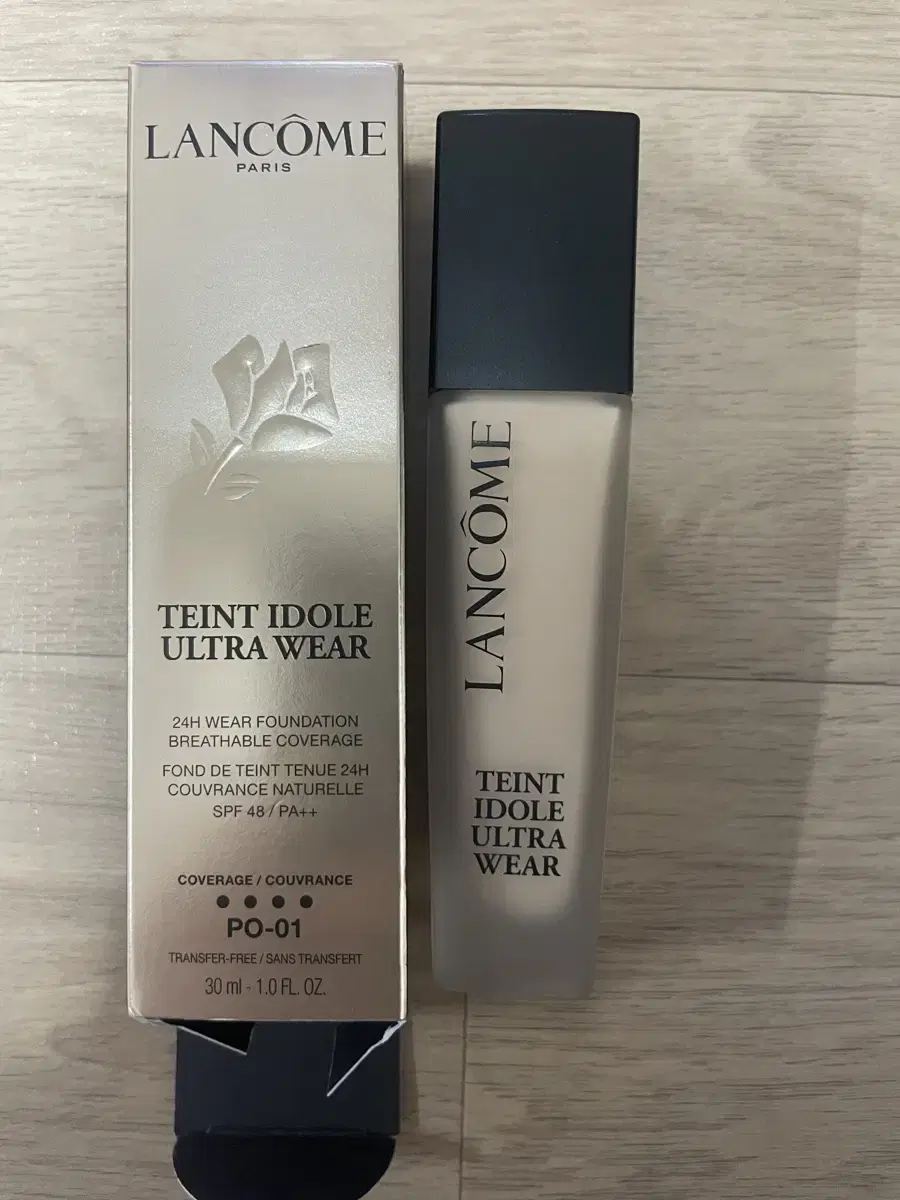 LANCÔME
PARIS
TEINT IDOLE
ULTRA WEAR
24H WEAR FOUNDATION
BREATHABLE COVERAGE
FOND DE TEINT TENUE 24H
COUVRANCE NATURELLE
SPF 48 / PA++
COVERAGE / COUVRANCE
PO-01
TRANSFER-FREE / SANS TRANSFERT
30 ml - 1.0 FL. OZ.
LANCÔME
TEINT
IDOLE
ULTRA
WEAR